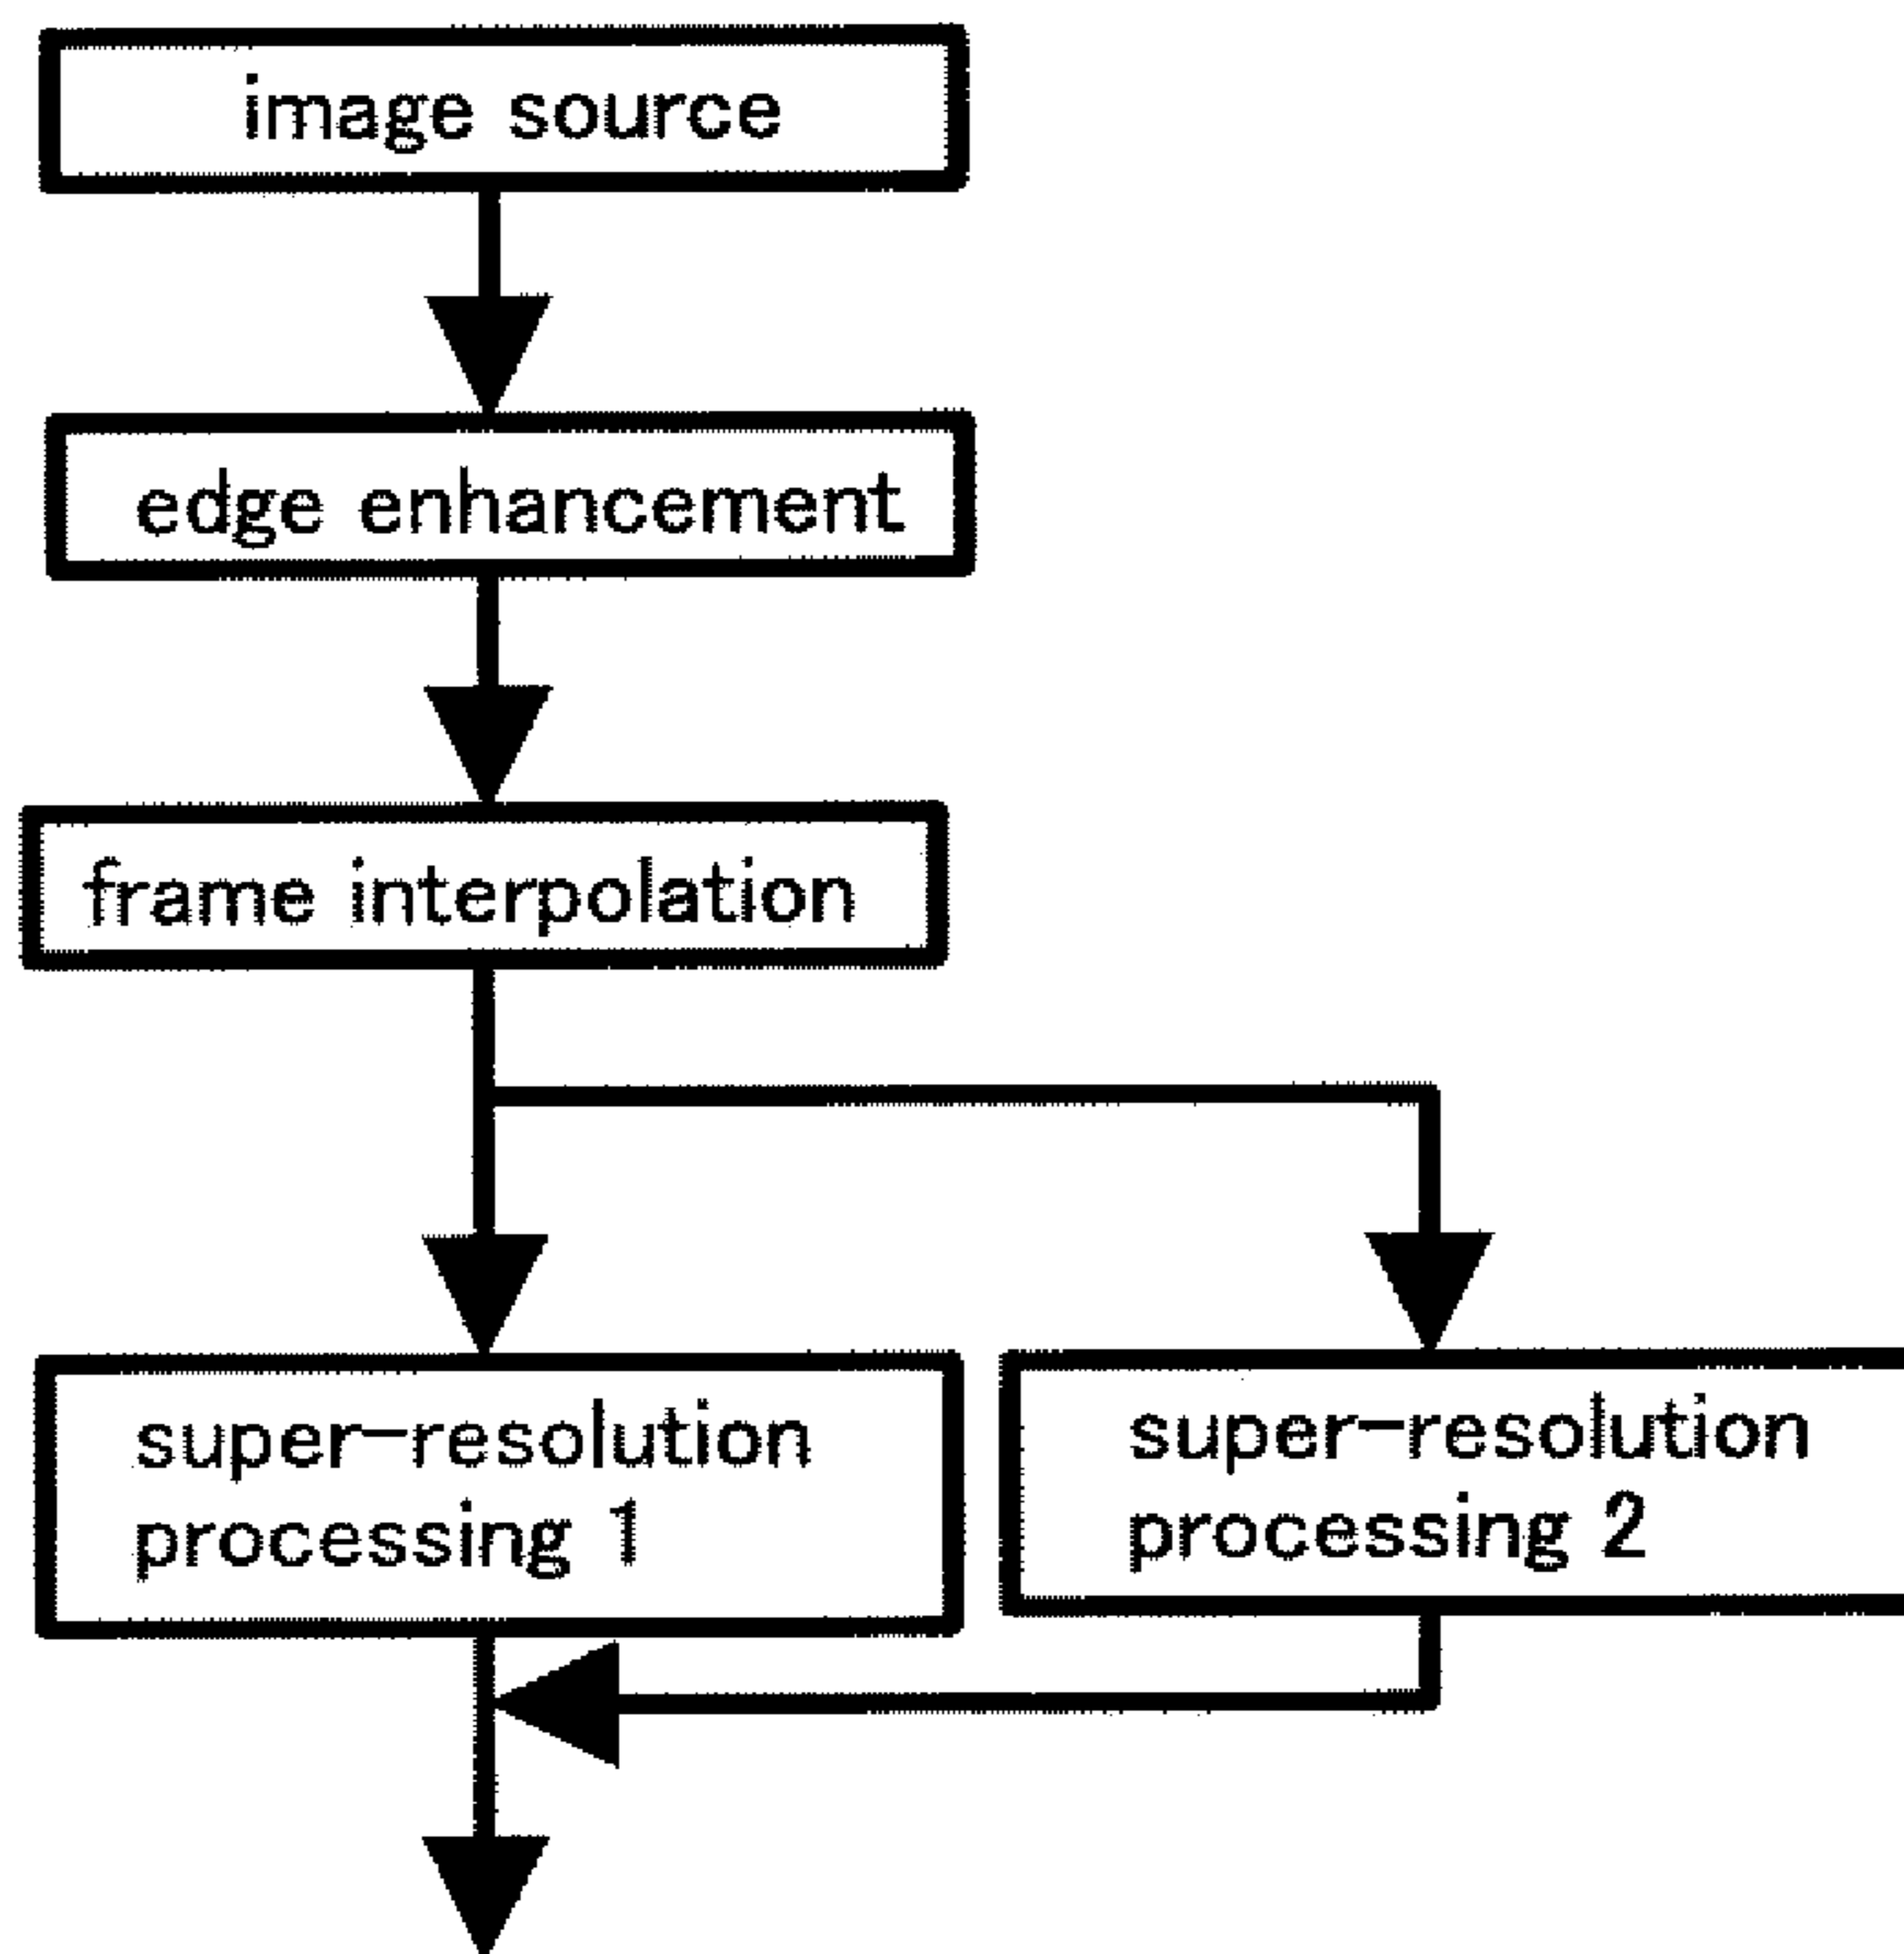 image source
edge enhancement
frame interpolation
super-resolution
processing 1
super-resolution
processing 2